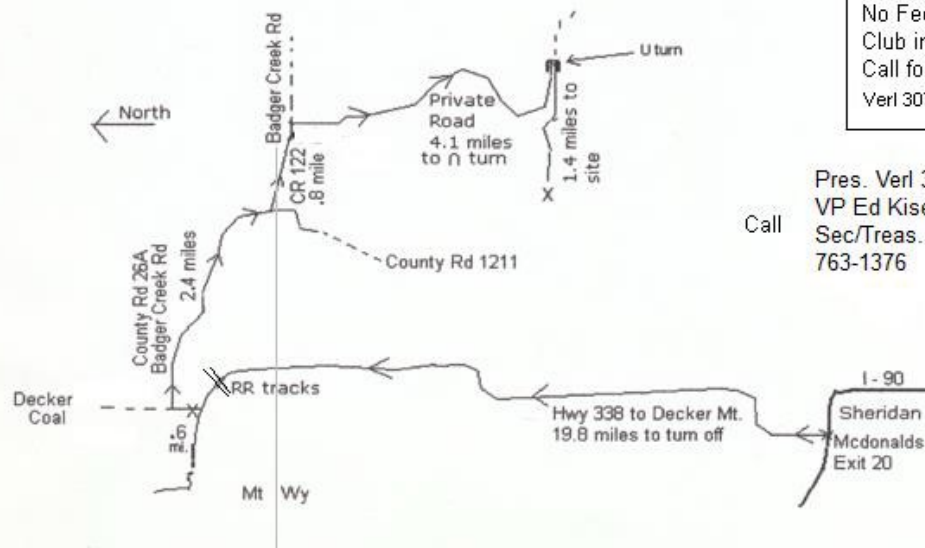 No Fee
Club in
Call fo
Verl 30
U turn
Badger Creek Rd
North
Private
Road
4.1 miles
to ∩ turn
1.4 miles to
site
X
CR 122
.8 mile
Pres. Verl 3
VP Ed Kise
Sec/Treas.
763-1376
Call
County Rd 26A
Badger Creek Rd
2.4 miles
County Rd 1211
Decker
Coal
X
.6
mi.
RR tracks
Hwy 338 to Decker Mt.
19.8 miles to turn off
I - 90
Sheridan
Mcdonalds
Exit 20
Mt Wy